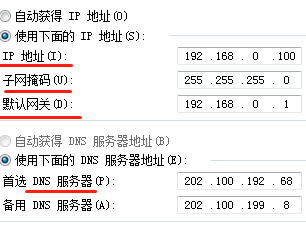 自动获得 IP 地址(O)
使用下面的 IP 地址(S):
IP 地址(I): 192 .168 . 0 .100
子网掩码(U): 255 .255 .255 . 0
默认网关(D): 192 .168 . 0 . 1
自动获得 DNS 服务器地址(B)
使用下面的 DNS 服务器地址(E):
首选 DNS 服务器(P): 202 .100 .192 . 68
备用 DNS 服务器(A): 202 .100 .199 . 8